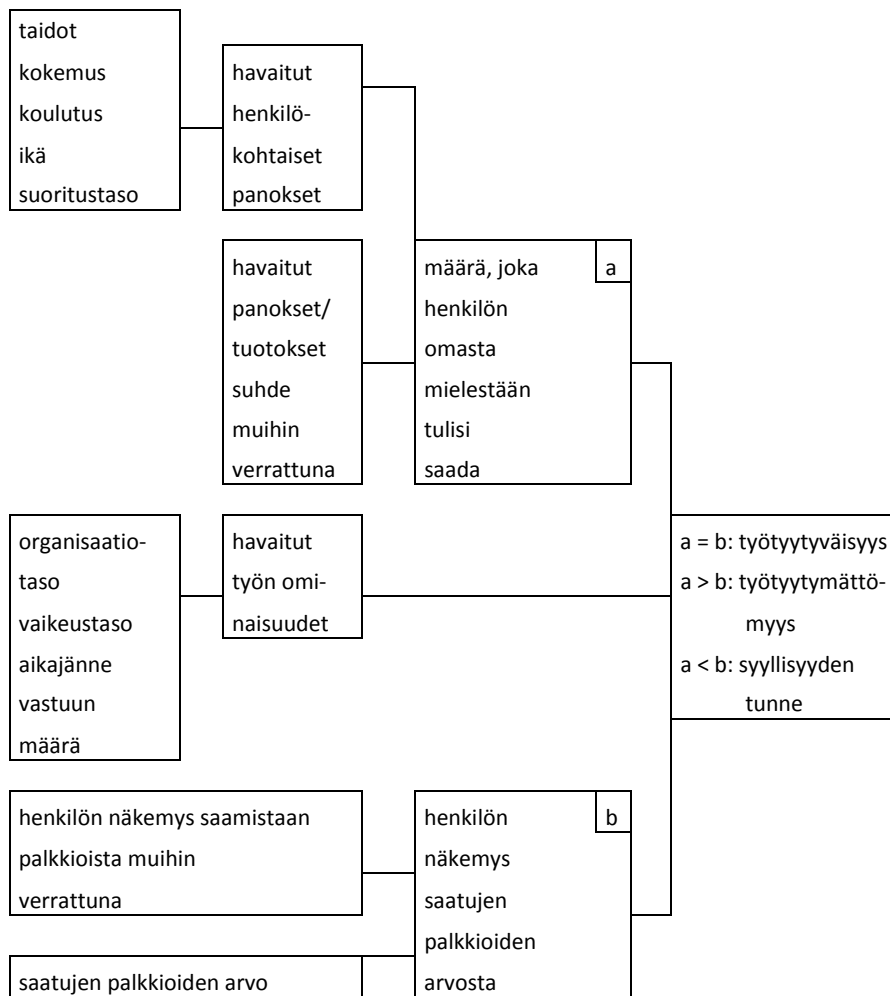 taidot
kokemus
koulutus
ikä
suoritustaso
havaitut
henkilö-
kohtaiset
panokset
havaitut
panokset/
tuotokset
suhde
muihin
verrattuna
määrä, joka
henkilön
omasta
mielestään
tulisi
saada
a
organisaatio-
taso
vaikeustaso
aikajänne
vastuun
määrä
havaitut
työn omi-
naisuudet
a = b: työtyytyväisyys
a > b: työtyytymättö-
myys
a < b: syyllisyyden
tunne
henkilön näkemys saamistaan
palkkioista muihin
verrattuna
saatujen palkkioiden arvo
henkilön
näkemys
saatujen
palkkioiden
arvosta
b